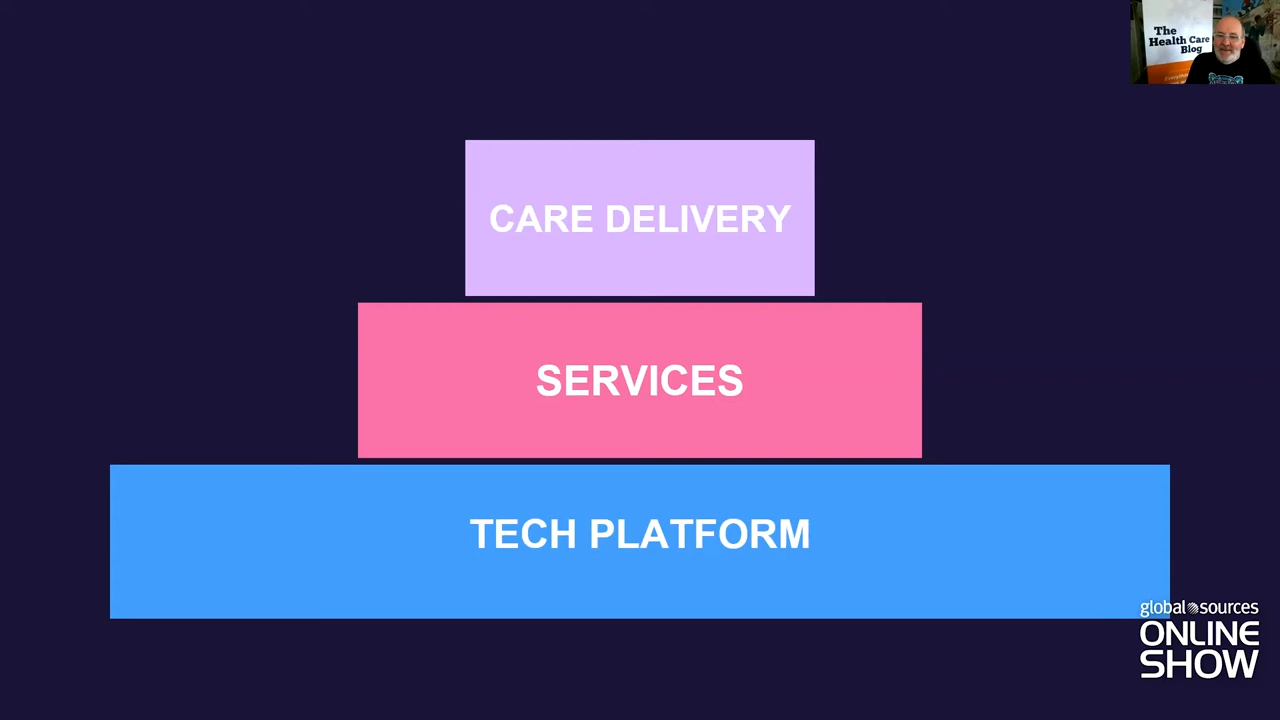 The
Health Care
Blog
CARE DELIVERY
SERVICES
TECH PLATFORM
global sources
ONLINE
SHOW